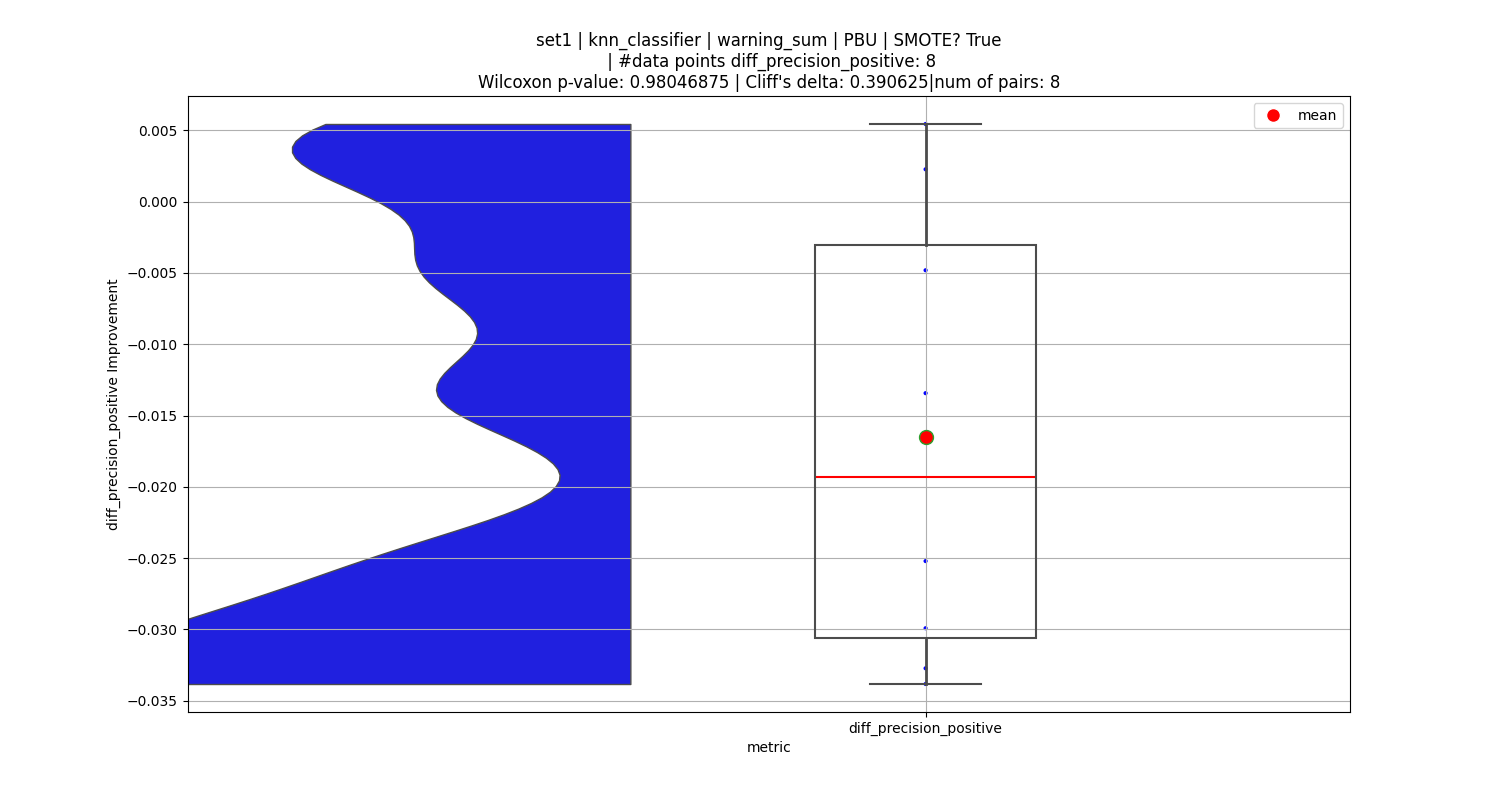 set1 | knn_classifier | warning_sum | PBU | SMOTE? True
| #data points diff_precision_positive: 8
Wilcoxon p-value: 0.98046875 | Cliff's delta: 0.390625|num of pairs: 8
mean
0.005
0.000
−0.005
−0.010
−0.015
−0.020
−0.025
−0.030
−0.035
diff_precision_positive Improvement
diff_precision_positive
metric